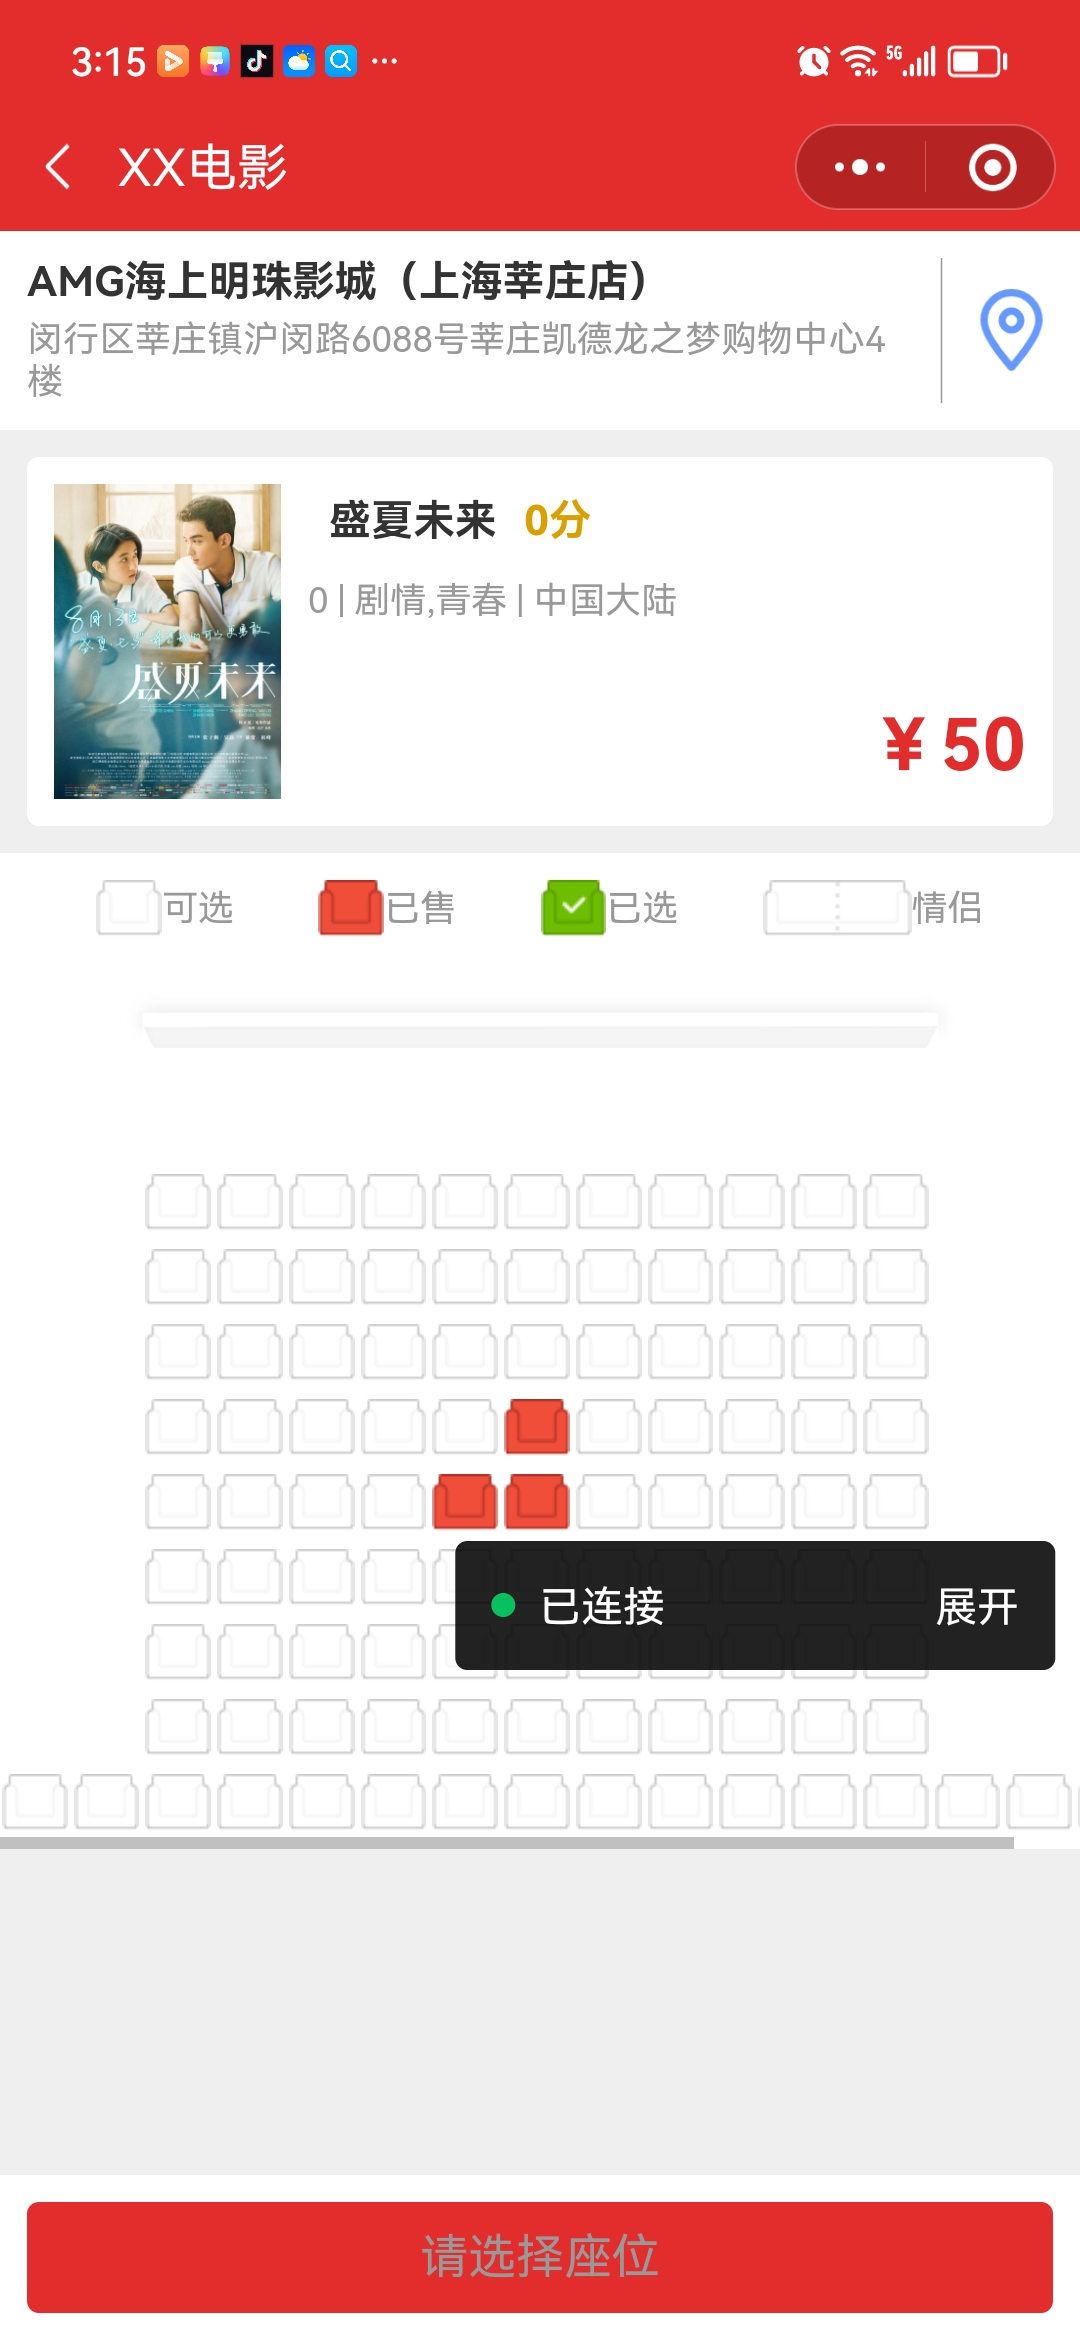 3:15
5G
XX电影
AMG海上明珠影城（上海莘庄店）
闵行区莘庄镇沪闵路6088号莘庄凯德龙之梦购物中心4
楼
盛夏未来 0分
0 | 剧情,青春 | 中国大陆
8月13日
盛夏未来
¥ 50
可选 已售 已选 情侣
已连接 展开
请选择座位